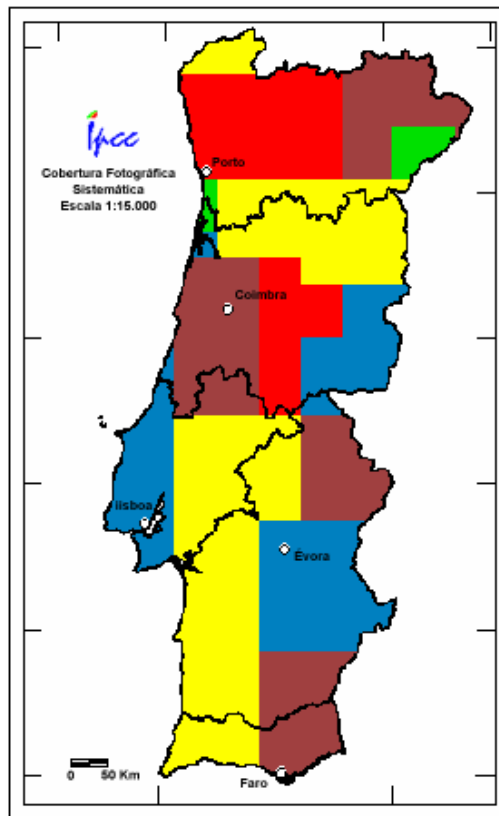 ipcc
Cobertura Fotográfica
Sistemática
Escala 1:15.000
Porto
Coimbra
lisboa
Évora
0 50 Km
Faro